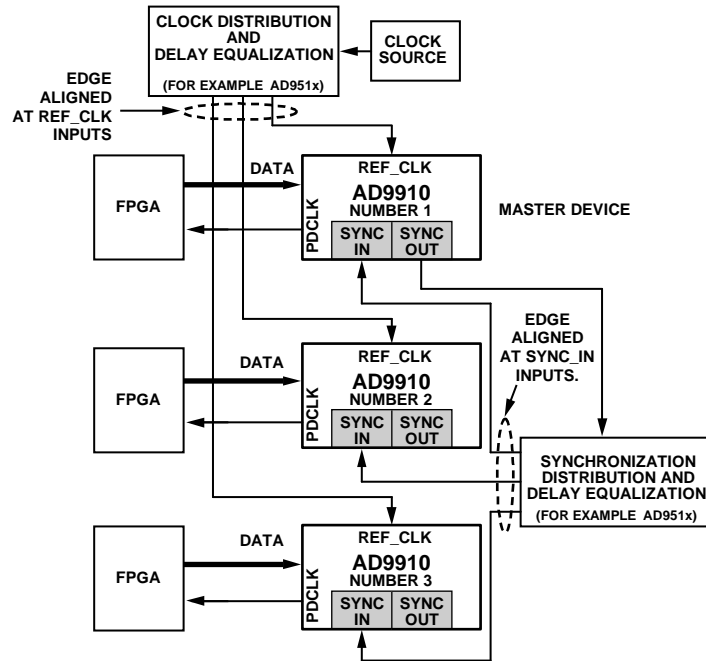 CLOCK DISTRIBUTION
AND
DELAY EQUALIZATION
(FOR EXAMPLE AD951x)
CLOCK
SOURCE
EDGE
ALIGNED
AT REF_CLK
INPUTS
FPGA
DATA
REF_CLK
AD9910
NUMBER 1
PDCLK
SYNC
IN
SYNC
OUT
MASTER DEVICE
FPGA
DATA
REF_CLK
AD9910
NUMBER 2
PDCLK
SYNC
IN
SYNC
OUT
EDGE
ALIGNED
AT SYNC_IN
INPUTS.
SYNCHRONIZATION
DISTRIBUTION AND
DELAY EQUALIZATION
(FOR EXAMPLE AD951x)
FPGA
DATA
REF_CLK
AD9910
NUMBER 3
PDCLK
SYNC
IN
SYNC
OUT